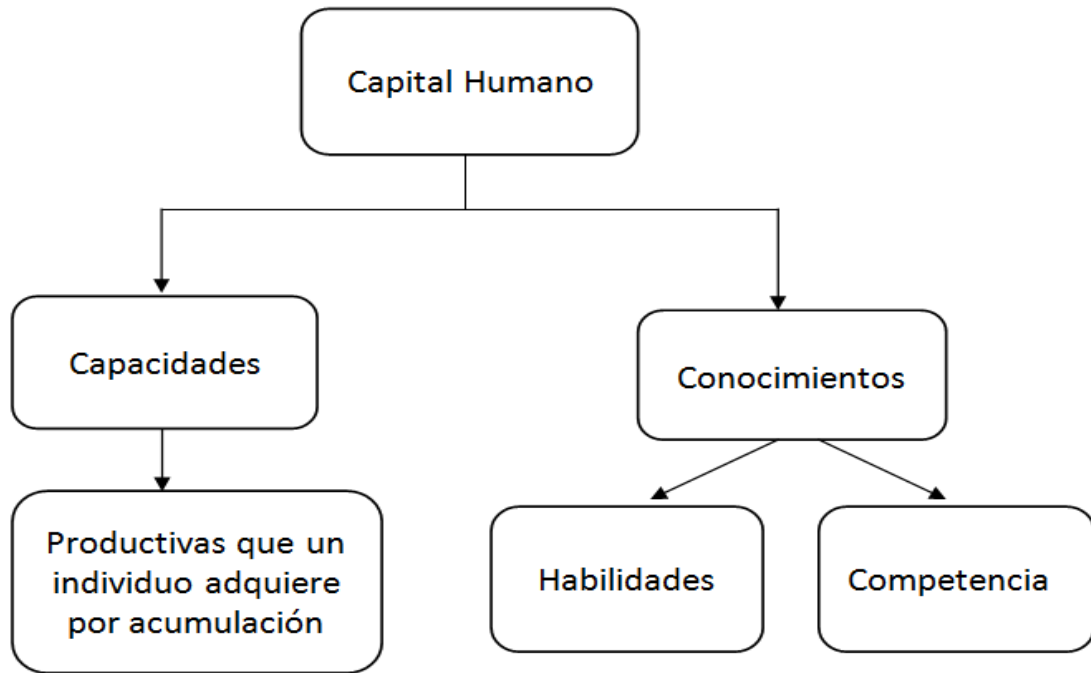 Capital Humano
Capacidades
Conocimientos
Productivas que un
individuo adquiere
por acumulación
Habilidades
Competencia